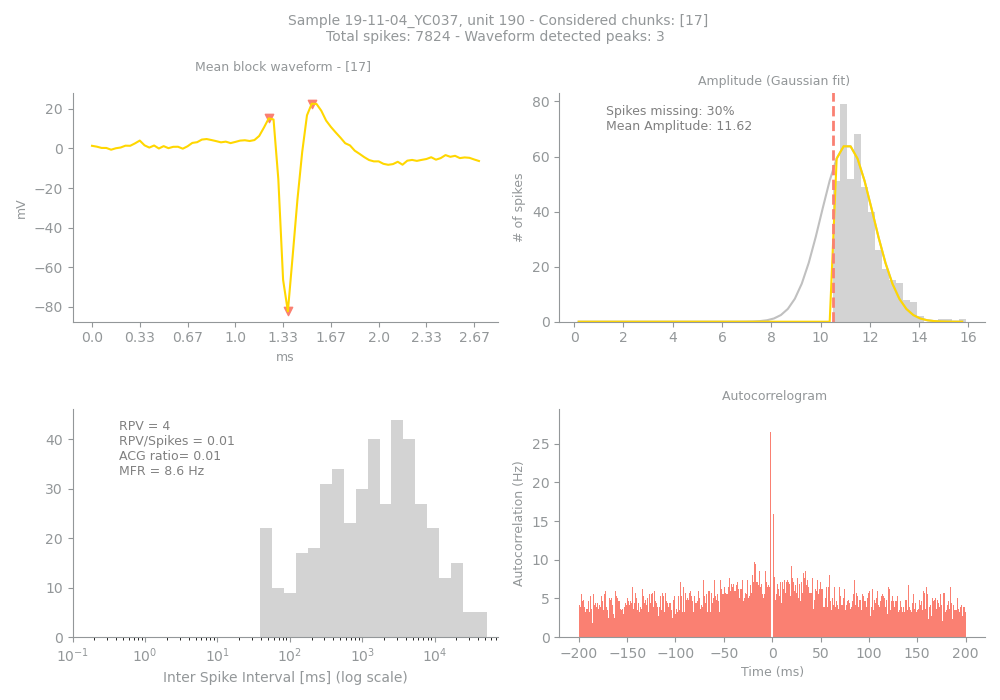 Sample 19-11-04_YC037, unit 190 - Considered chunks: [17]
Total spikes: 7824 - Waveform detected peaks: 3
Mean block waveform - [17]
20
0
−20
−40
−60
−80
mV
0.0 0.33 0.67 1.0 1.33 1.67 2.0 2.33 2.67
ms
Amplitude (Gaussian fit)
Spikes missing: 30%
Mean Amplitude: 11.62
80
60
40
20
0
# of spikes
0 2 4 6 8 10 12 14 16
RPV = 4
RPV/Spikes = 0.01
ACG ratio= 0.01
MFR = 8.6 Hz
40
30
20
10
0
10⁻¹ 10⁰ 10¹ 10² 10³ 10⁴
Inter Spike Interval [ms] (log scale)
Autocorrelogram
25
20
15
10
5
0
Autocorrelation (Hz)
−200 −150 −100 −50 0 50 100 150 200
Time (ms)